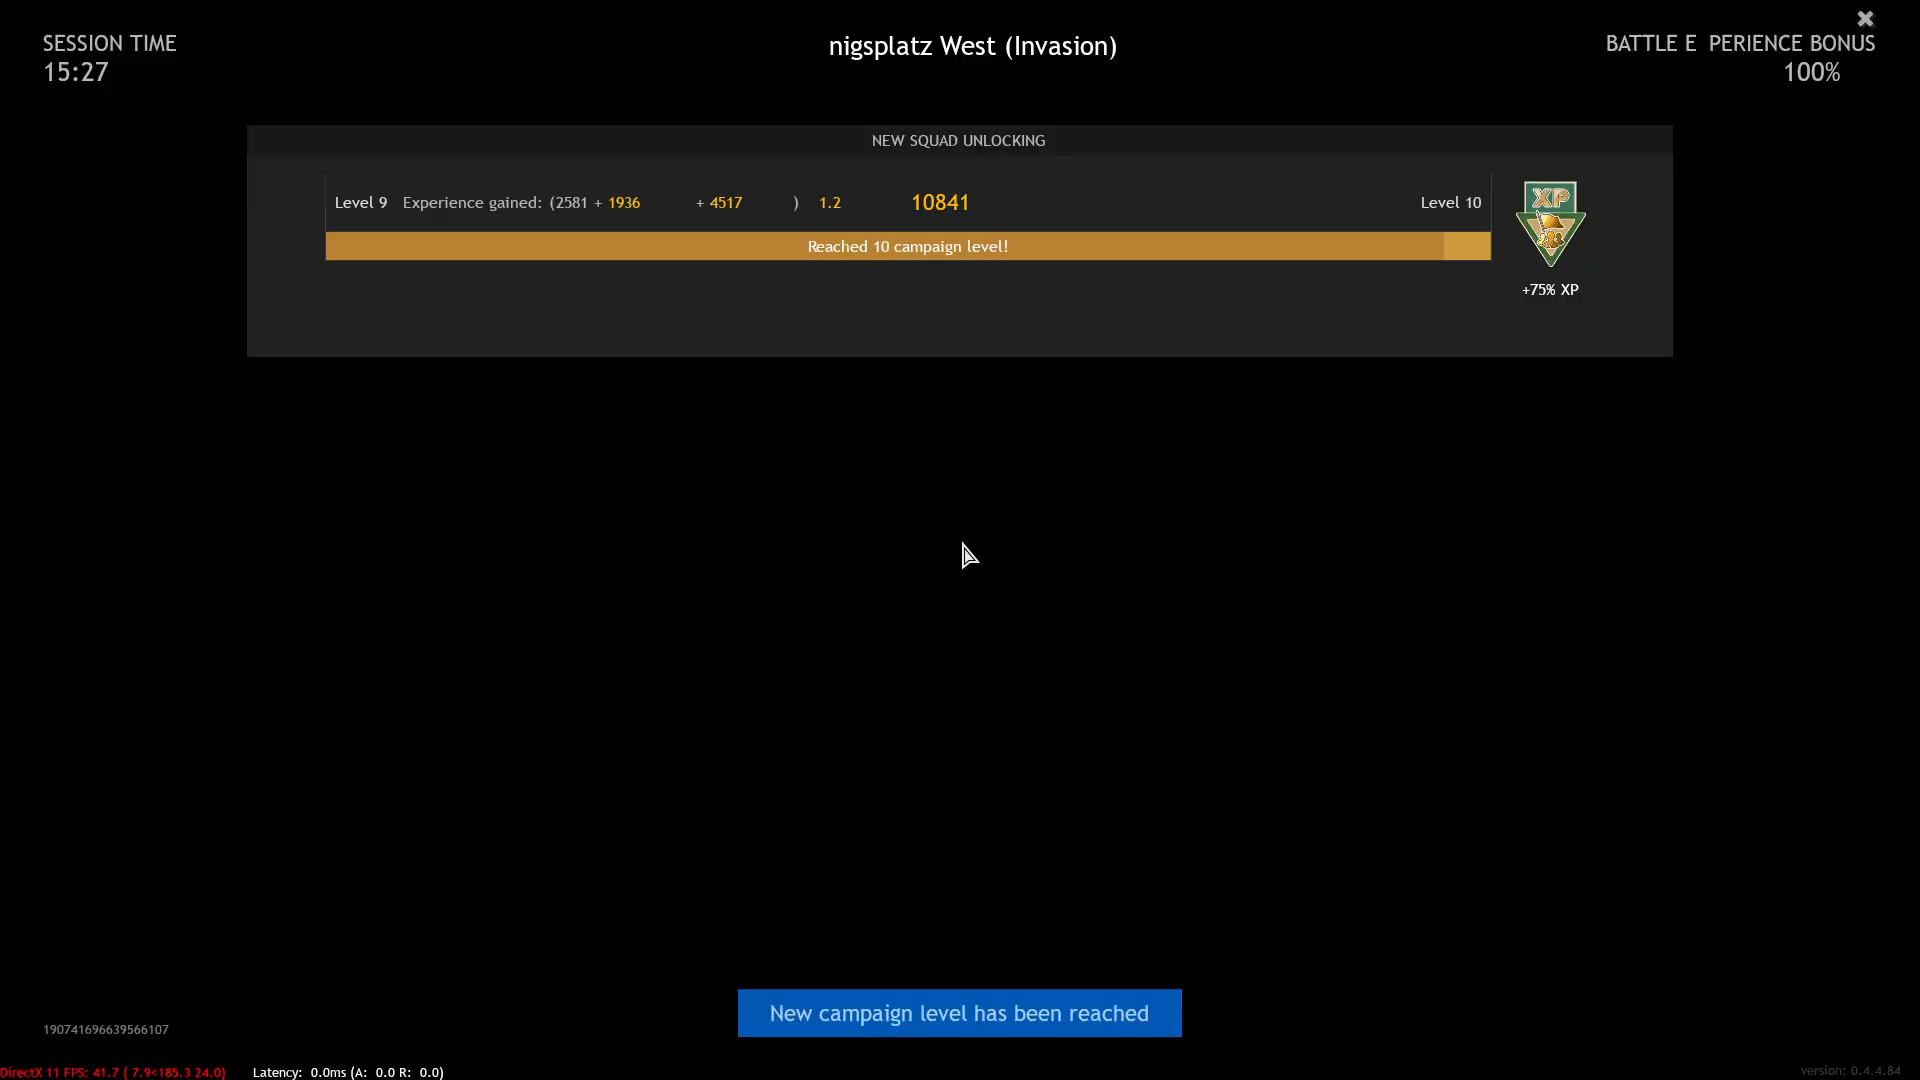 SESSION TIME
15:27
nigsplatz West (Invasion)
BATTLE E PERIENCE BONUS
100%
NEW SQUAD UNLOCKING
Level 9 Experience gained: (2581 + 1936 + 4517 ) 1.2 10841
Level 10
XP
Reached 10 campaign level!
+75% XP
New campaign level has been reached
190741696639566107
DirectX 11 FPS: 41.7 ( 7.9<185.3 24.0)
Latency: 0.0ms (A: 0.0 R: 0.0)
version: 0.4.4.84